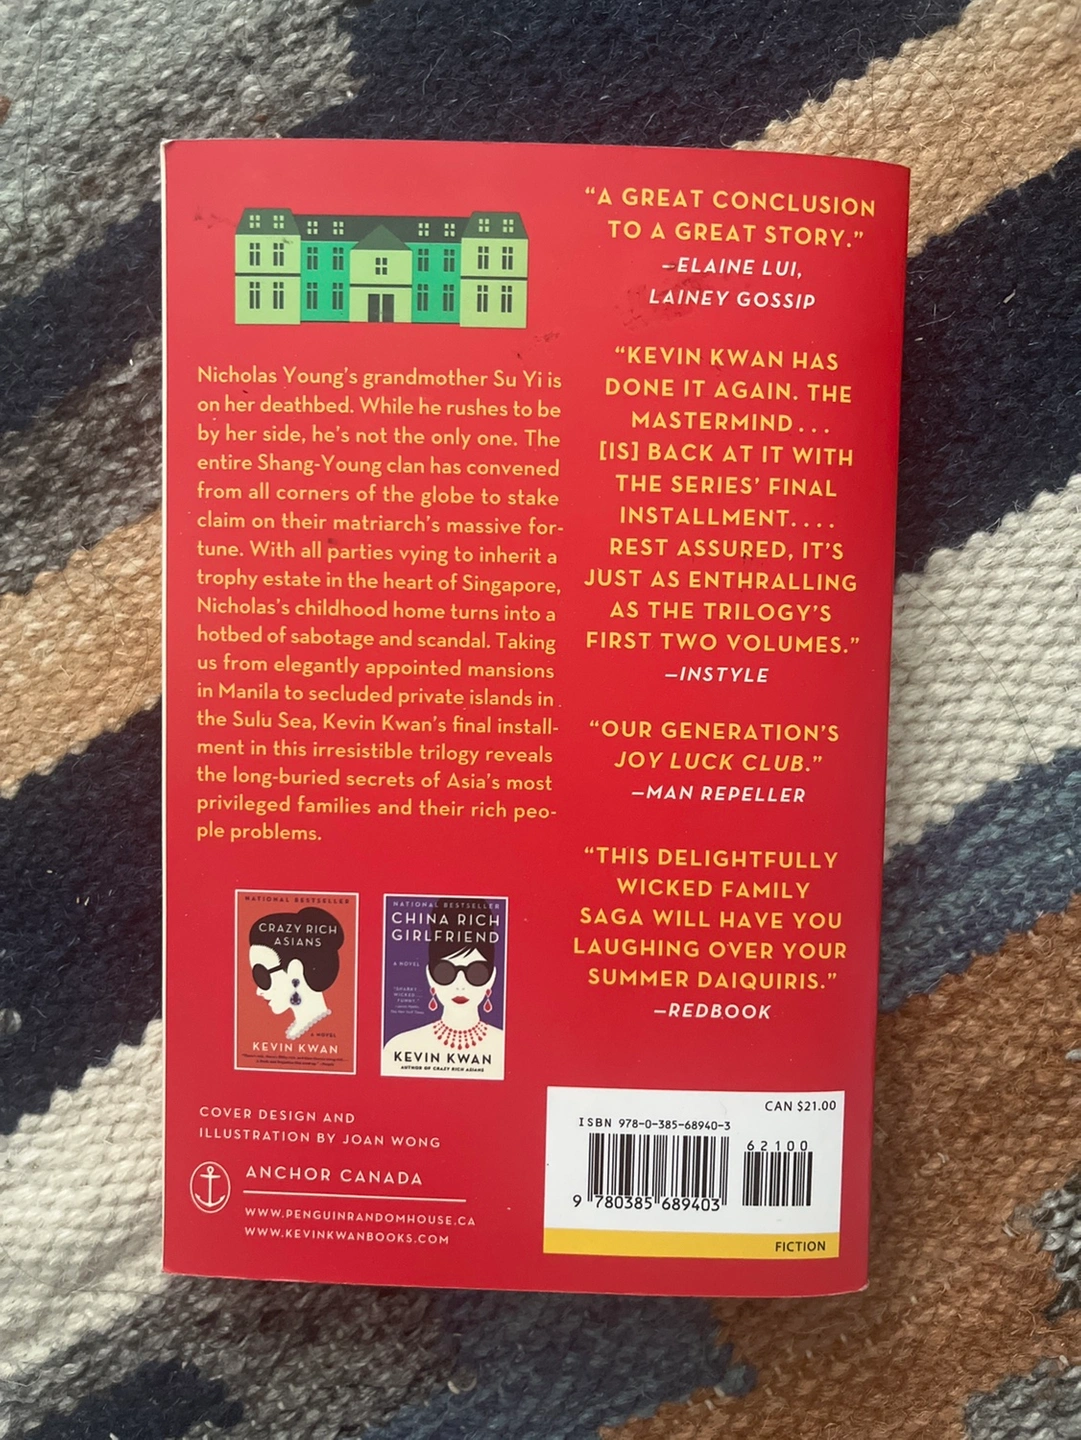 Nicholas Young's grandmother Su Yi is
on her deathbed. While he rushes to be
by her side, he's not the only one. The
entire Shang-Young clan has convened
from all corners of the globe to stake
claim on their matriarch's massive for-
tune. With all parties vying to inherit a
trophy estate in the heart of Singapore,
Nicholas's childhood home turns into a
hotbed of sabotage and scandal. Taking
us from elegantly appointed mansions
in Manila to secluded private islands in
the Sulu Sea, Kevin Kwan's final install-
ment in this irresistible trilogy reveals
the long-buried secrets of Asia's most
privileged families and their rich peo-
ple problems.
"A GREAT CONCLUSION
TO A GREAT STORY."
—ELAINE LUI,
LAINEY GOSSIP
"KEVIN KWAN HAS
DONE IT AGAIN. THE
MASTERMIND . . .
[IS] BACK AT IT WITH
THE SERIES' FINAL
INSTALLMENT. . . .
REST ASSURED, IT'S
JUST AS ENTHRALLING
AS THE TRILOGY'S
FIRST TWO VOLUMES."
—INSTYLE
"OUR GENERATION'S
JOY LUCK CLUB."
—MAN REPELLER
"THIS DELIGHTFULLY
WICKED FAMILY
SAGA WILL HAVE YOU
LAUGHING OVER YOUR
SUMMER DAIQUIRIS."
—REDBOOK
NATIONAL BESTSELLER
CRAZY RICH
ASIANS
A NOVEL
KEVIN KWAN
NATIONAL BESTSELLER
CHINA RICH
GIRLFRIEND
A NOVEL
KEVIN KWAN
AUTHOR OF CRAZY RICH ASIANS
COVER DESIGN AND
ILLUSTRATION BY JOAN WONG
ANCHOR CANADA
WWW.PENGUINRANDOMHOUSE.CA
WWW.KEVINKWANBOOKS.COM
CAN $21.00
ISBN 978-0-385-68940-3
62100
9 780385 689403
FICTION